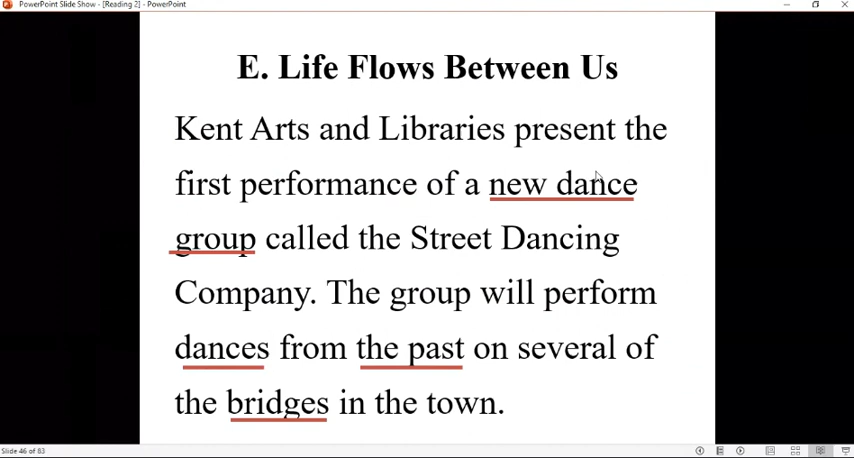 PowerPoint Slide Show - [Reading 2] - PowerPoint
E. Life Flows Between Us
Kent Arts and Libraries present the
first performance of a new dance
group called the Street Dancing
Company. The group will perform
dances from the past on several of
the bridges in the town.
Slide 46 of 83